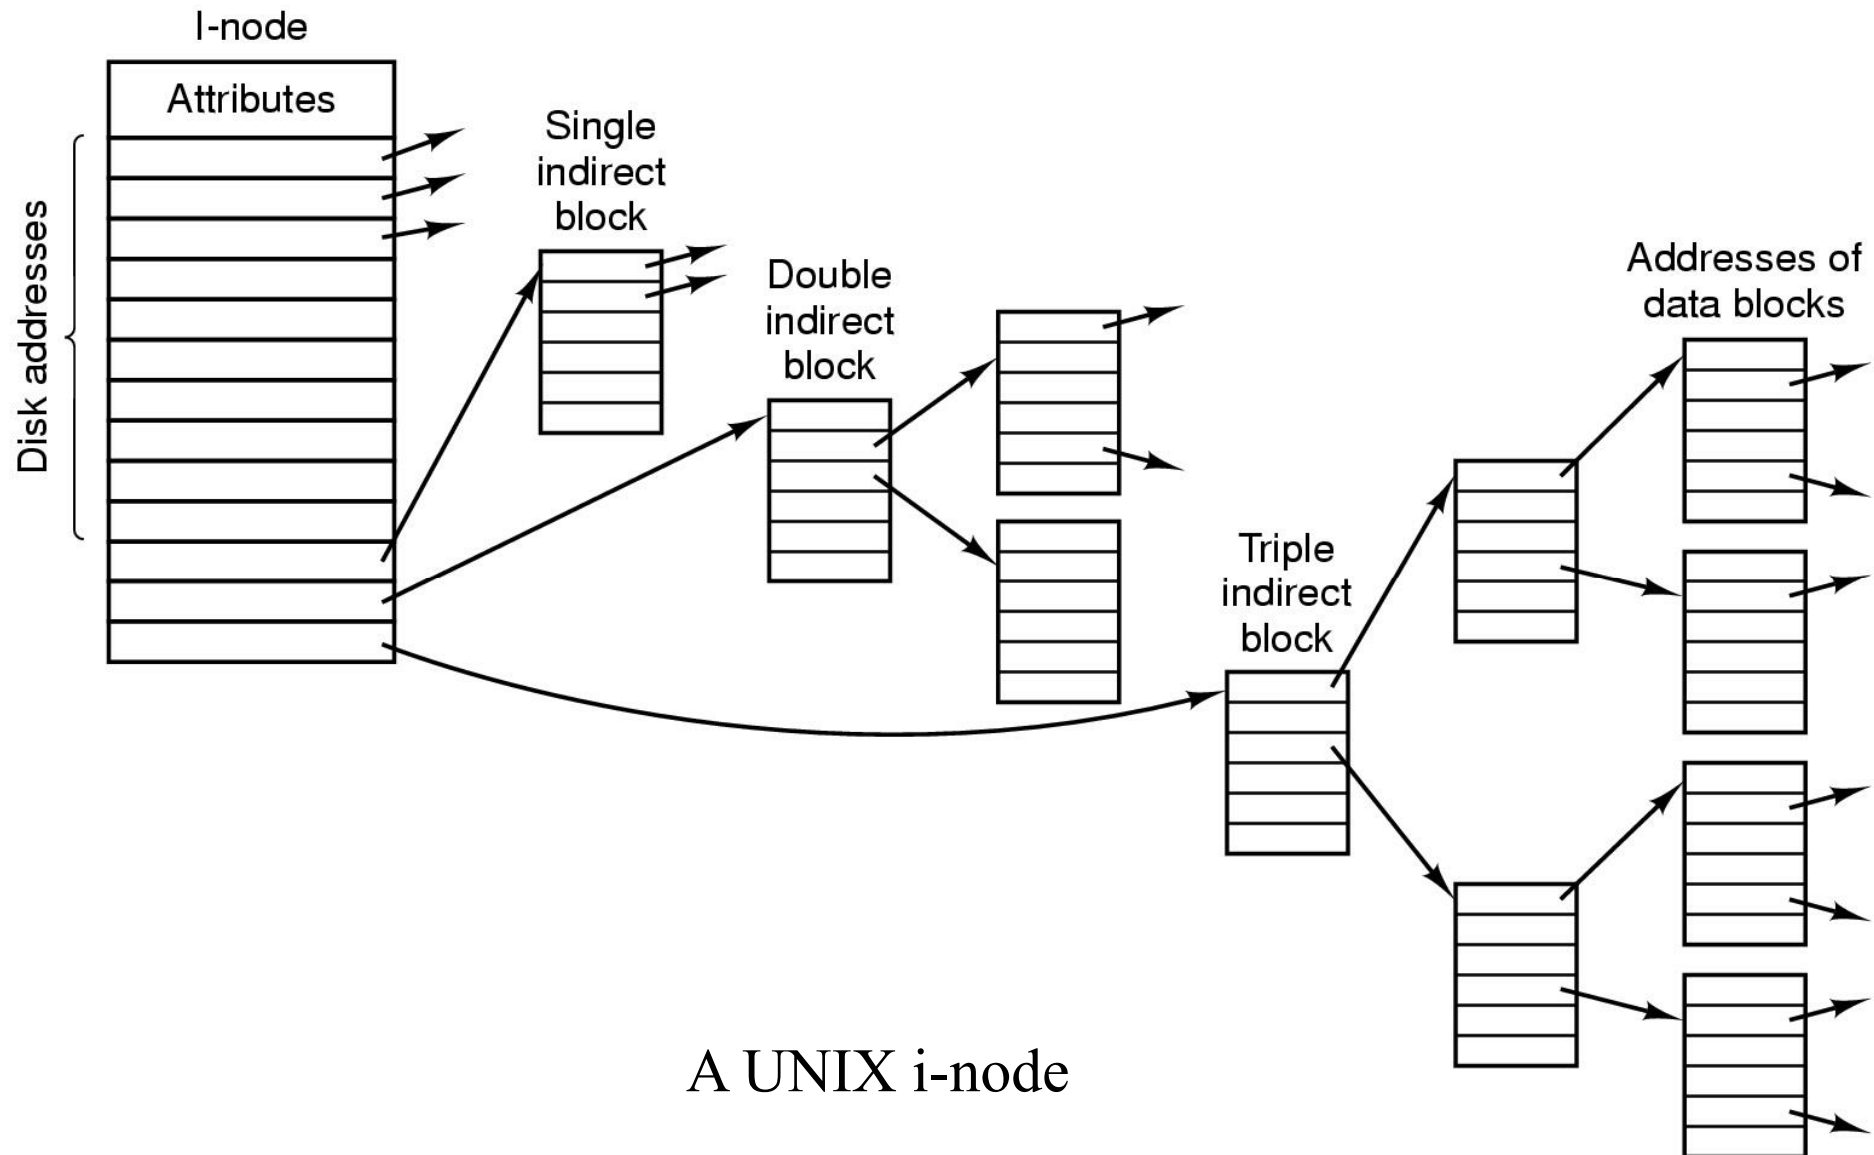 I-node
Attributes
Disk addresses
Single
indirect
block
Double
indirect
block
Triple
indirect
block
Addresses of
data blocks
A UNIX i-node